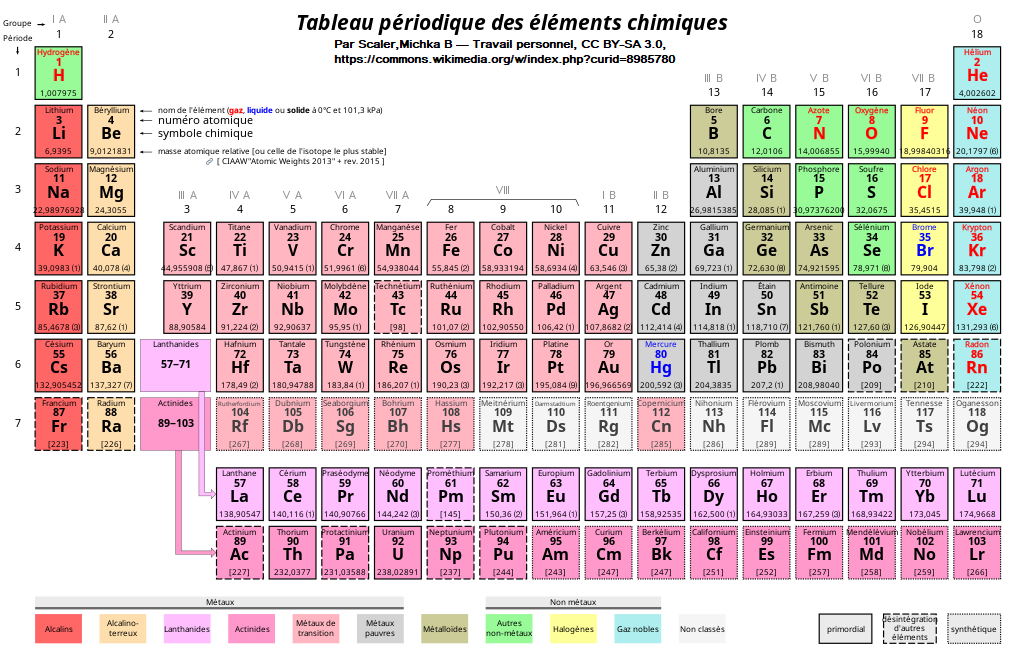 Tableau périodique des éléments chimiques
Par Scaler,Michka B — Travail personnel, CC BY-SA 3.0,
https://commons.wikimedia.org/w/index.php?curid=8985780
Groupe I A II A III B IV B V B VI B VII B O
1 2 13 14 15 16 17 18
Période
1 Hydrogène 1 H 1,007975 Hélium 2 He 4,002602
nom de l'élément (gaz, liquide ou solide à 0°C et 101,3 kPa)
numéro atomique
symbole chimique
masse atomique relative [ou celle de l'isotope le plus stable]
[ CIAAW"Atomic Weights 2013" + rev. 2015 ]
2 Lithium 3 Li 6,9395 Béryllium 4 Be 9,0121831 Bore 5 B 10,8135 Carbone 6 C 12,0106 Azote 7 N 14,006855 Oxygène 8 O 15,99940 Fluor 9 F 18,99840316 Néon 10 Ne 20,1797 (6)
3 Sodium 11 Na 22,98976928 Magnésium 12 Mg 24,3055 Aluminium 13 Al 26,9815385 Silicium 14 Si 28,085 (1) Phosphore 15 P 30,97376200 Soufre 16 S 32,0675 Chlore 17 Cl 35,4515 Argon 18 Ar 39,948 (1)
III A IV A V A VI A VII A VIII I B II B
3 4 5 6 7 8 9 10 11 12
4 Potassium 19 K 39,0983 (1) Calcium 20 Ca 40,078 (4) Scandium 21 Sc 44,955908 (5) Titane 22 Ti 47,867 (1) Vanadium 23 V 50,9415 (1) Chrome 24 Cr 51,9961 (6) Manganèse 25 Mn 54,938044 Fer 26 Fe 55,845 (2) Cobalt 27 Co 58,933194 Nickel 28 Ni 58,6934 (4) Cuivre 29 Cu 63,546 (3) Zinc 30 Zn 65,38 (2) Gallium 31 Ga 69,723 (1) Germanium 32 Ge 72,630 (8) Arsenic 33 As 74,921595 Sélénium 34 Se 78,971 (8) Brome 35 Br 79,904 Krypton 36 Kr 83,798 (2)
5 Rubidium 37 Rb 85,4678 (3) Strontium 38 Sr 87,62 (1) Yttrium 39 Y 88,90584 Zirconium 40 Zr 91,224 (2) Niobium 41 Nb 92,90637 Molybdène 42 Mo 95,95 (1) Technétium 43 Tc [98] Ruthénium 44 Ru 101,07 (2) Rhodium 45 Rh 102,90550 Palladium 46 Pd 106,42 (1) Argent 47 Ag 107,8682 (2) Cadmium 48 Cd 112,414 (4) Indium 49 In 114,818 (1) Étain 50 Sn 118,710 (7) Antimoine 51 Sb 121,760 (1) Tellure 52 Te 127,60 (3) Iode 53 I 126,90447 Xénon 54 Xe 131,293 (6)
6 Césium 55 Cs 132,905452 Baryum 56 Ba 137,327 (7) Lanthanides 57–71 Hafnium 72 Hf 178,49 (2) Tantale 73 Ta 180,94788 Tungstène 74 W 183,84 (1) Rhénium 75 Re 186,207 (1) Osmium 76 Os 190,23 (3) Iridium 77 Ir 192,217 (3) Platine 78 Pt 195,084 (9) Or 79 Au 196,966569 Mercure 80 Hg 200,592 (3) Thallium 81 Tl 204,3835 Plomb 82 Pb 207,2 (1) Bismuth 83 Bi 208,98040 Polonium 84 Po [209] Astate 85 At [210] Radon 86 Rn [222]
7 Francium 87 Fr [223] Radium 88 Ra [226] Actinides 89–103 Rutherfordium 104 Rf [267] Dubnium 105 Db [268] Seaborgium 106 Sg [269] Bohrium 107 Bh [270] Hassium 108 Hs [277] Meitnérium 109 Mt [278] Darmstadtium 110 Ds [281] Roentgenium 111 Rg [282] Copernicium 112 Cn [285] Nihonium 113 Nh [286] Flérovium 114 Fl [289] Moscovium 115 Mc [289] Livermorium 116 Lv [293] Tennesse 117 Ts [294] Oganesson 118 Og [294]
Lanthane 57 La 138,90547 Cérium 58 Ce 140,116 (1) Praséodyme 59 Pr 140,90766 Néodyme 60 Nd 144,242 (3) Prométhium 61 Pm [145] Samarium 62 Sm 150,36 (2) Europium 63 Eu 151,964 (1) Gadolinium 64 Gd 157,25 (3) Terbium 65 Tb 158,92535 Dysprosium 66 Dy 162,500 (1) Holmium 67 Ho 164,93033 Erbium 68 Er 167,259 (3) Thulium 69 Tm 168,93422 Ytterbium 70 Yb 173,045 Lutécium 71 Lu 174,9668
Actinium 89 Ac [227] Thorium 90 Th 232,0377 Protactinium 91 Pa 231,03588 Uranium 92 U 238,02891 Neptunium 93 Np [237] Plutonium 94 Pu [244] Américium 95 Am [243] Curium 96 Cm [247] Berkélium 97 Bk [247] Californium 98 Cf [251] Einsteinium 99 Es [252] Fermium 100 Fm [257] Mendélévium 101 Md [258] Nobélium 102 No [259] Lawrencium 103 Lr [266]
Métaux Non métaux
Alcalins Alcalino-terreux Lanthanides Actinides Métaux de transition Métaux pauvres Métalloïdes Autres non-métaux Halogènes Gaz nobles Non classés primordial désintégration d'autres éléments synthétique